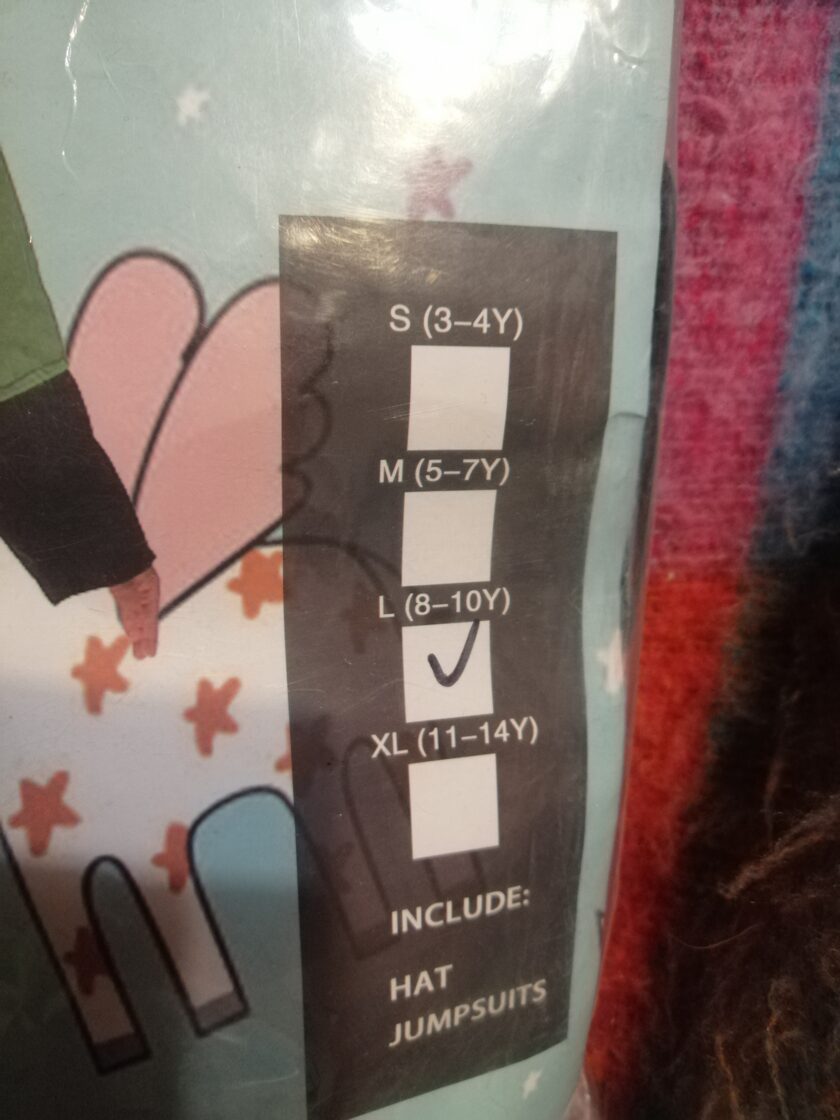 S (3–4Y)
M (5–7Y)
L (8–10Y)
XL (11–14Y)
INCLUDE:
HAT
JUMPSUITS